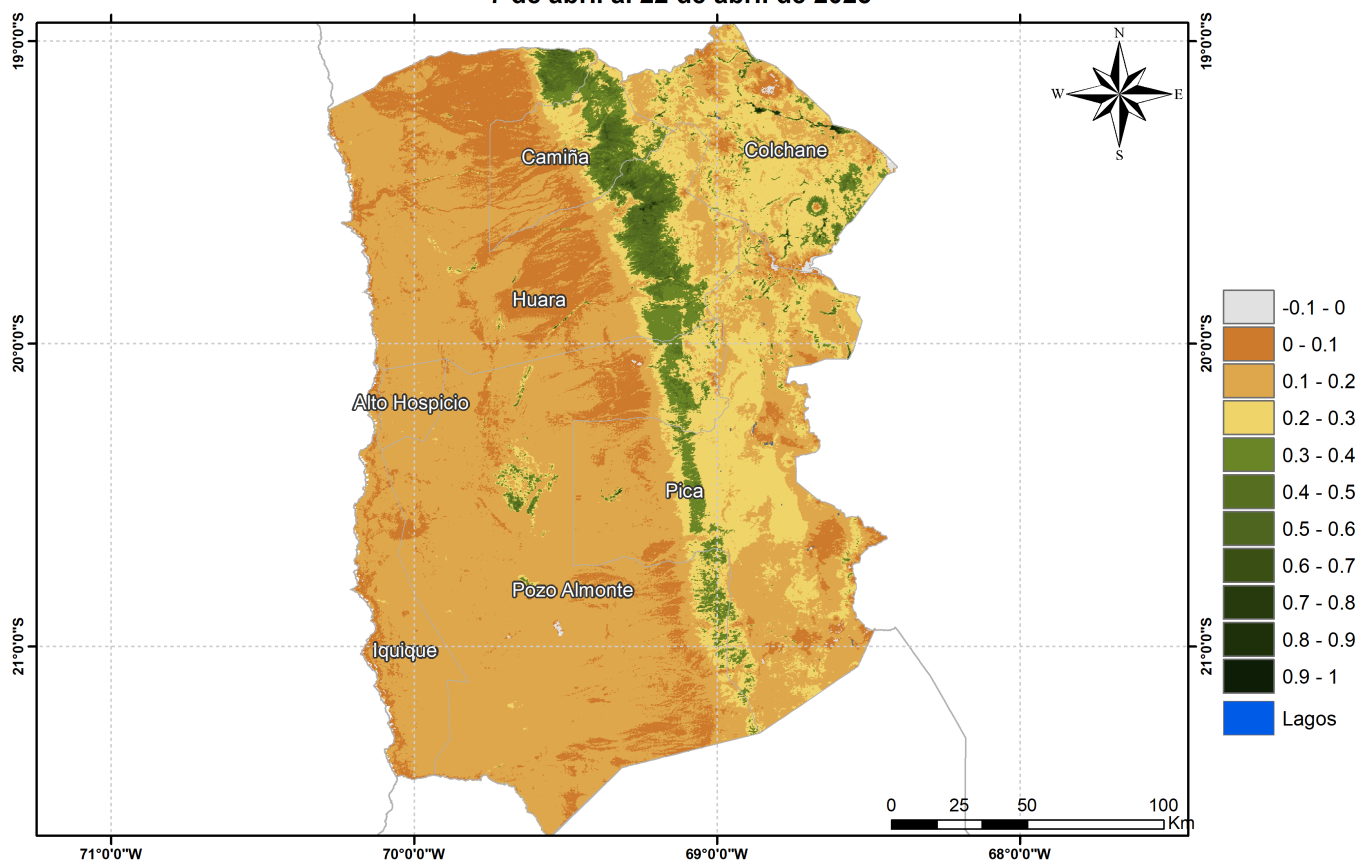 7 de abril al 22 de abril de 2023
71°0'0"W
70°0'0"W
69°0'0"W
68°0'0"W
19°0'0"S
20°0'0"S
21°0'0"S
19°0'0"S
20°0'0"S
21°0'0"S
N
W
E
S
Camiña
Colchane
Huara
Alto Hospicio
Pica
Pozo Almonte
Iquique
-0.1 - 0
0 - 0.1
0.1 - 0.2
0.2 - 0.3
0.3 - 0.4
0.4 - 0.5
0.5 - 0.6
0.6 - 0.7
0.7 - 0.8
0.8 - 0.9
0.9 - 1
Lagos
0 25 50 100
Km